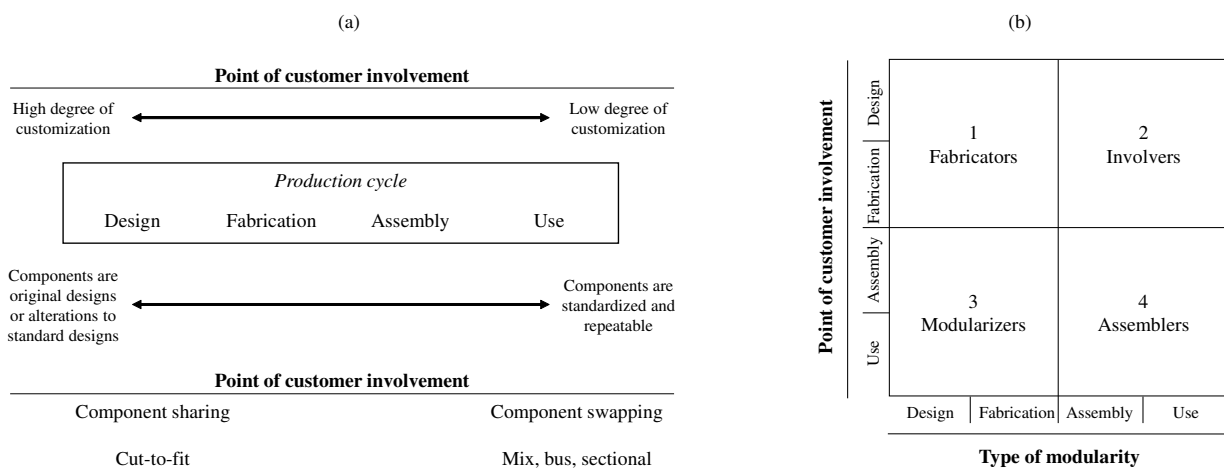 (a)
Point of customer involvement
High degree of
customization
Low degree of
customization
Production cycle
Design Fabrication Assembly Use
Components are
original designs
or alterations to
standard designs
Components are
standardized and
repeatable
Point of customer involvement
Component sharing Component swapping
Cut-to-fit Mix, bus, sectional
(b)
Point of customer involvement
Design
Fabrication
Assembly
Use
1
Fabricators
2
Involvers
3
Modularizers
4
Assemblers
Design Fabrication Assembly Use
Type of modularity